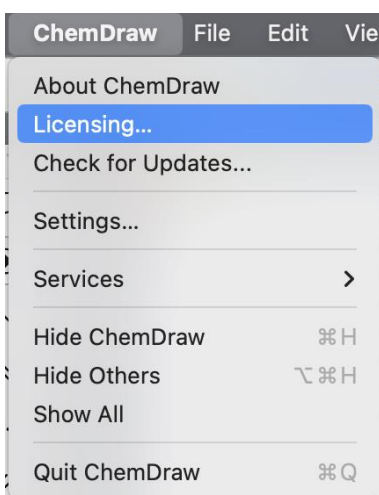 ChemDraw File Edit Vie
About ChemDraw
Licensing...
Check for Updates...
Settings...
Services
Hide ChemDraw ⌘H
Hide Others ⌥⌘H
Show All
Quit ChemDraw ⌘Q